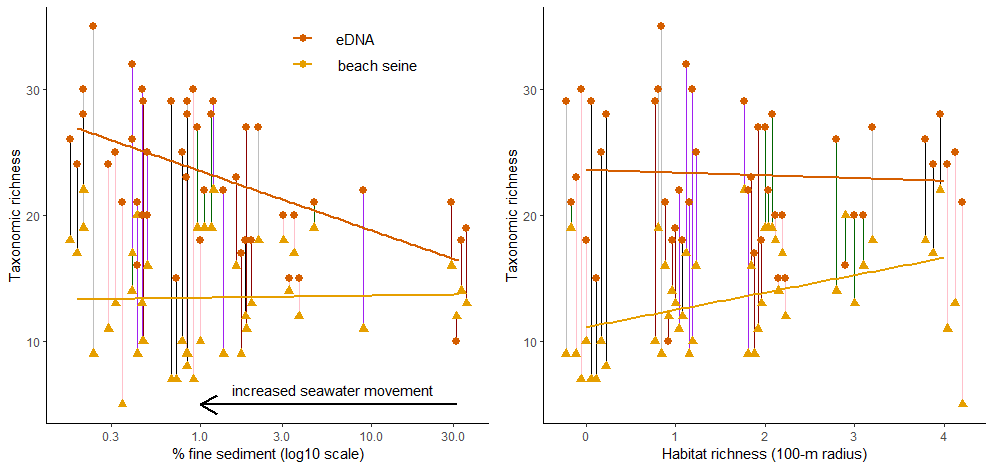 eDNA
beach seine
Taxonomic richness
30
20
10
increased seawater movement
0.3 1.0 3.0 10.0 30.0
% fine sediment (log10 scale)
Taxonomic richness
30
20
10
0 1 2 3 4
Habitat richness (100-m radius)